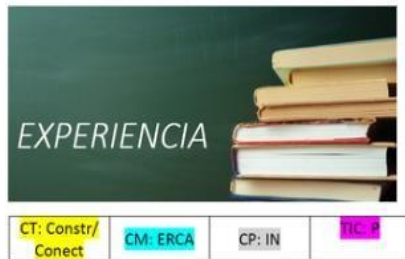 EXPERIENCIA
CT: Constr/
Conect
CM: ERCA
CP: IN
TIC: P